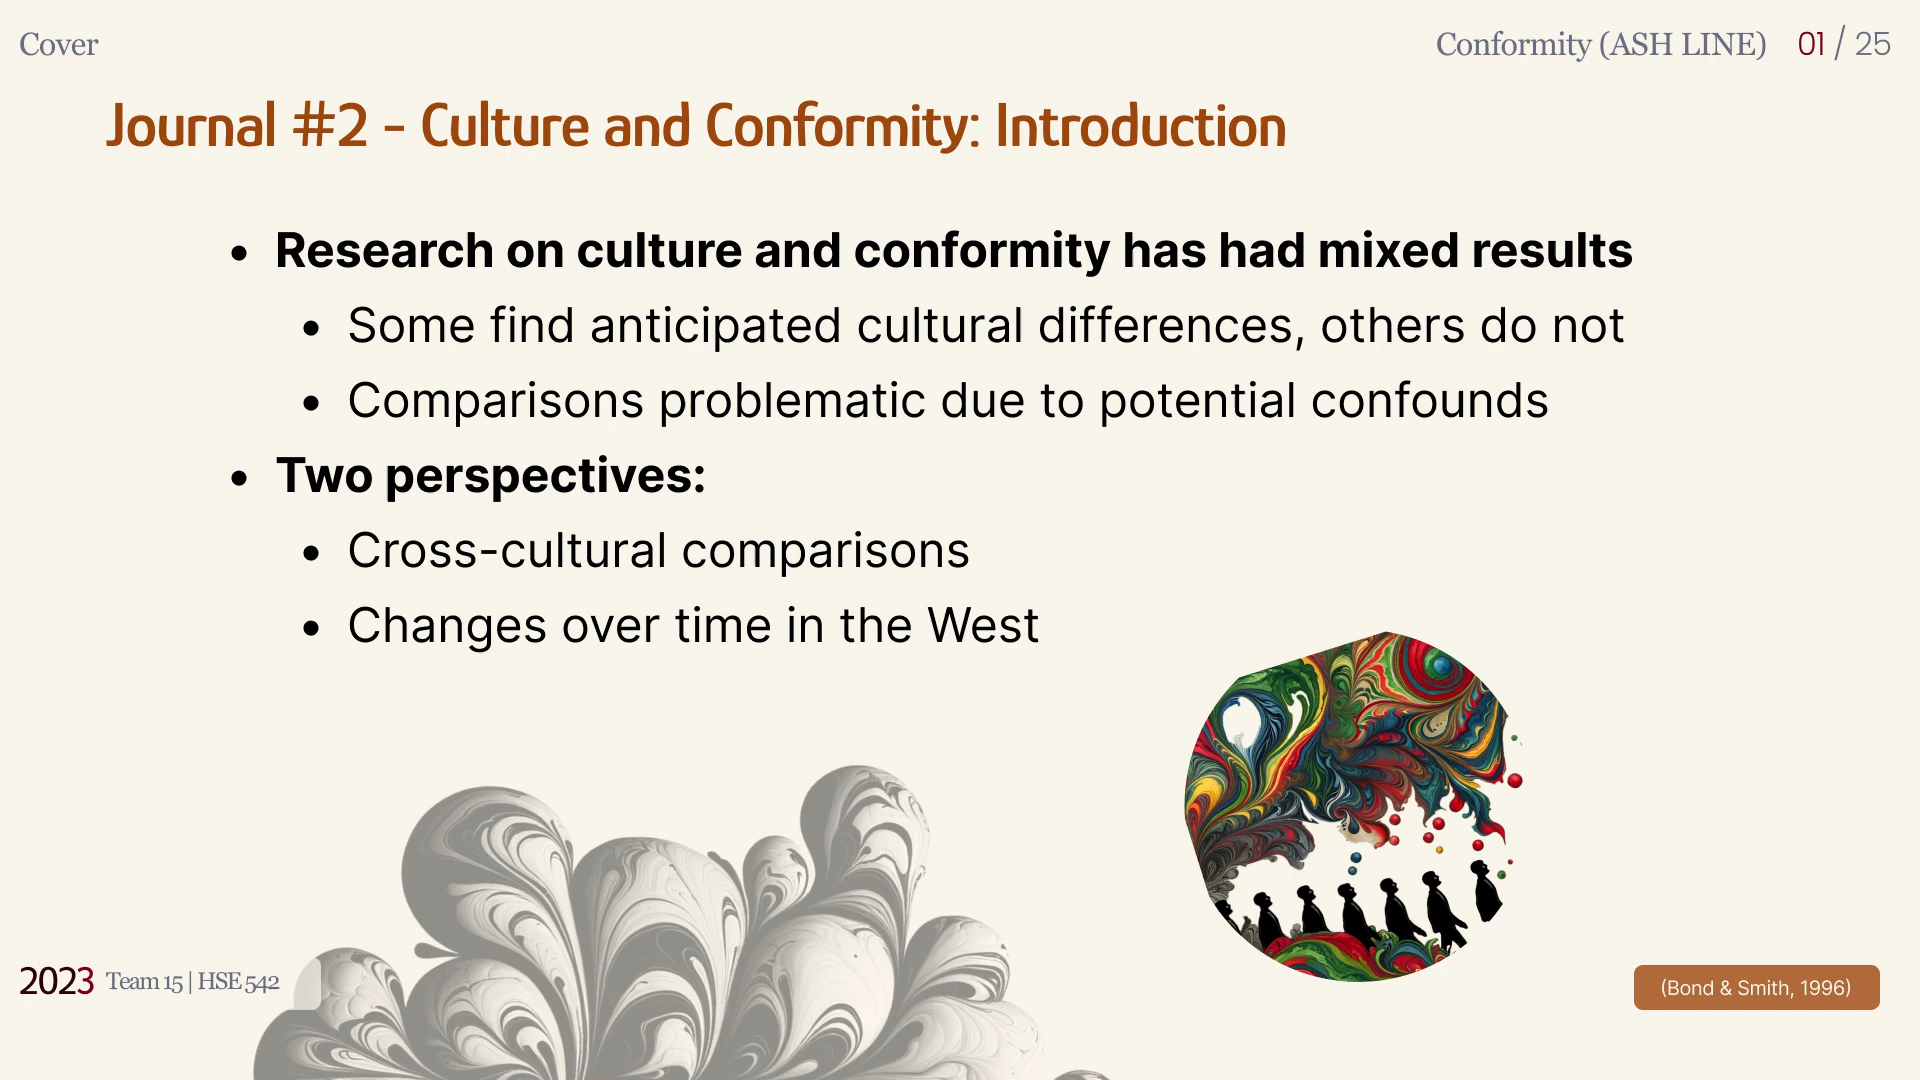 Cover
Conformity (ASH LINE) 01 / 25
Journal #2 - Culture and Conformity: Introduction
• Research on culture and conformity has had mixed results
• Some find anticipated cultural differences, others do not
• Comparisons problematic due to potential confounds
• Two perspectives:
• Cross-cultural comparisons
• Changes over time in the West
2023 Team 15 | HSE 542
(Bond & Smith, 1996)